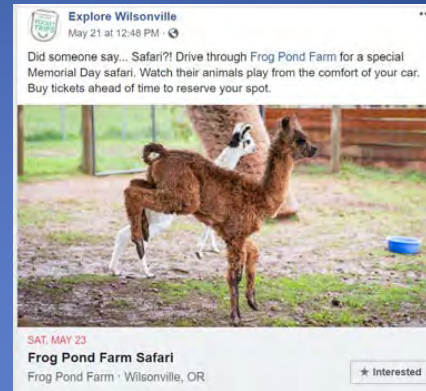 Explore Wilsonville
May 21 at 12:48 PM ·
Did someone say... Safari?! Drive through Frog Pond Farm for a special
Memorial Day safari. Watch their animals play from the comfort of your car.
Buy tickets ahead of time to reserve your spot.
SAT, MAY 23
Frog Pond Farm Safari
Frog Pond Farm · Wilsonville, OR
★ Interested